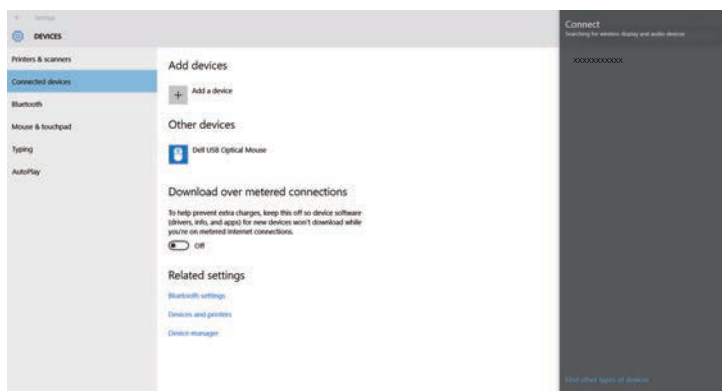 Settings
DEVICES
Printers & scanners
Connected devices
Bluetooth
Mouse & touchpad
Typing
AutoPlay
Add devices
Add a device
Other devices
Dell USB Optical Mouse
Download over metered connections
To help prevent extra charges, keep this off so device software
(drivers, info, and apps) for new devices won't download while
you're on metered Internet connections.
Off
Related settings
Bluetooth settings
Devices and printers
Device manager
Connect
Searching for wireless display and audio devices
xxxxxxxxxxx
Find other types of devices